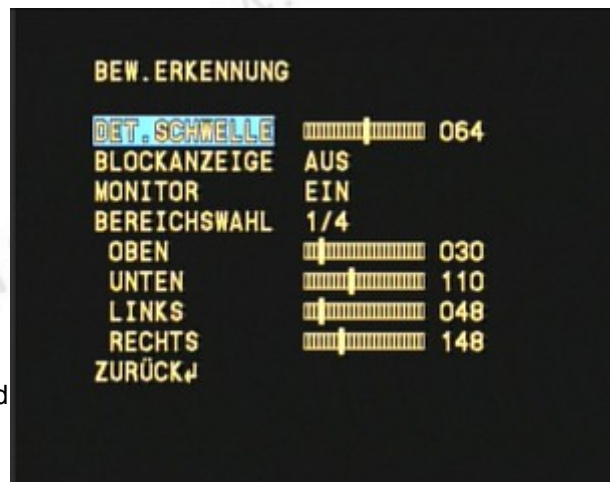 BEW.ERKENNUNG
DET.SCHWELLE 064
BLOCKANZEIGE AUS
MONITOR EIN
BEREICHSWAHL 1/4
OBEN 030
UNTEN 110
LINKS 048
RECHTS 148
ZURÜCK↵